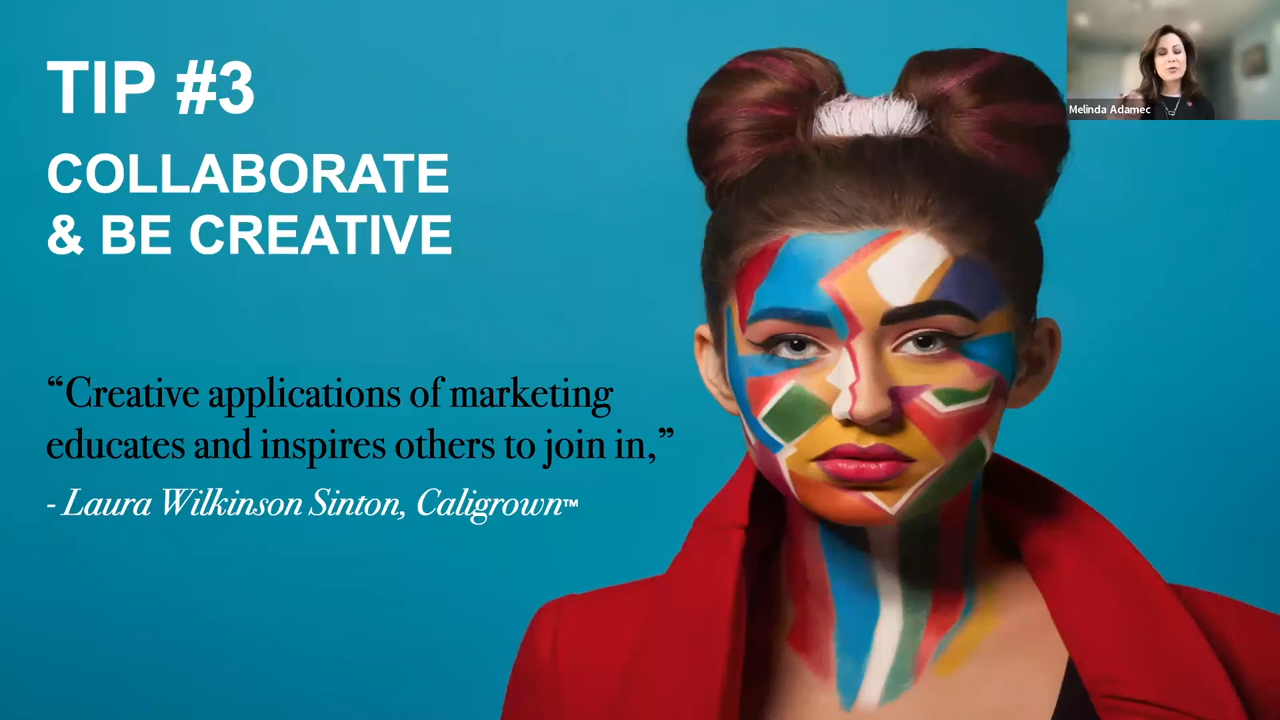 TIP #3
COLLABORATE
& BE CREATIVE
“Creative applications of marketing
educates and inspires others to join in,”
- Laura Wilkinson Sinton, Caligrown™
Melinda Adamec